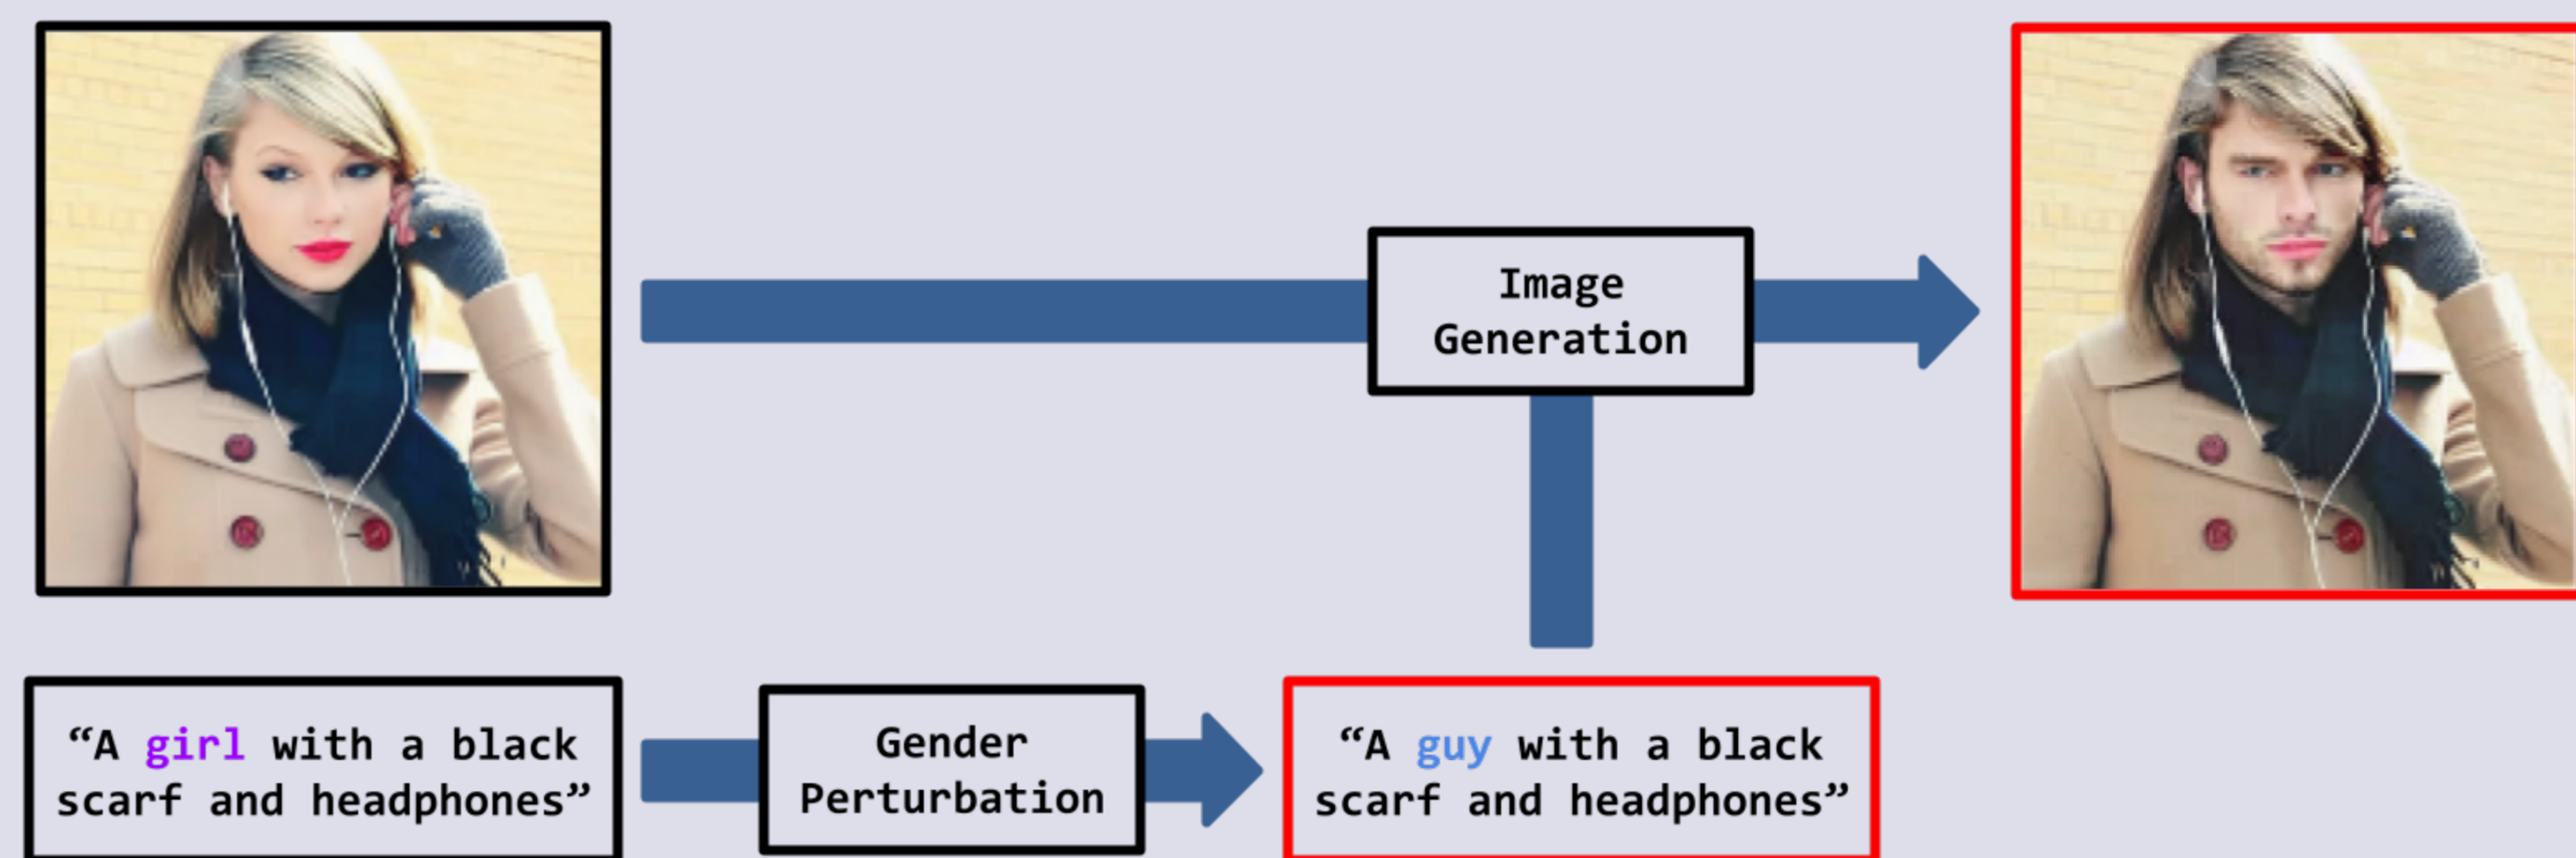 Image
Generation
“A girl with a black
scarf and headphones”
Gender
Perturbation
“A guy with a black
scarf and headphones”